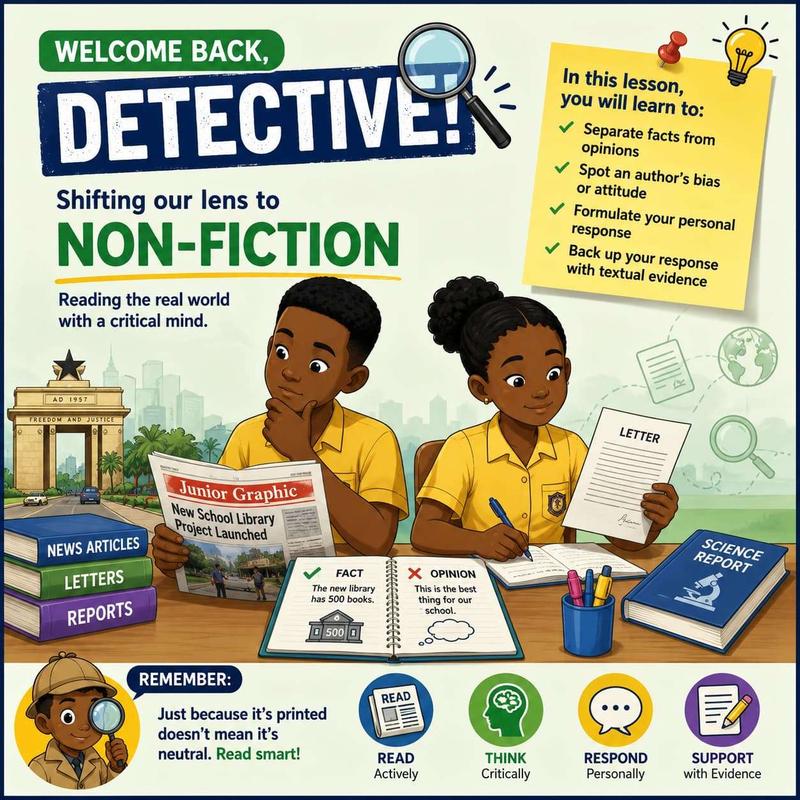 WELCOME BACK,
DETECTIVE!
Shifting our lens to
NON-FICTION
Reading the real world
with a critical mind.
In this lesson,
you will learn to:
Separate facts from
opinions
Spot an author's bias
or attitude
Formulate your personal
response
Back up your response
with textual evidence
AD 1957
FREEDOM AND JUSTICE
NEWS ARTICLES
LETTERS
REPORTS
Junior Graphic
New School Library
Project Launched
FACT
The new library
has 500 books.
500
OPINION
This is the best
thing for our
school.
LETTER
SCIENCE
REPORT
REMEMBER:
Just because it's printed
doesn't mean it's
neutral. Read smart!
READ
READ
Actively
THINK
Critically
RESPOND
Personally
SUPPORT
with Evidence